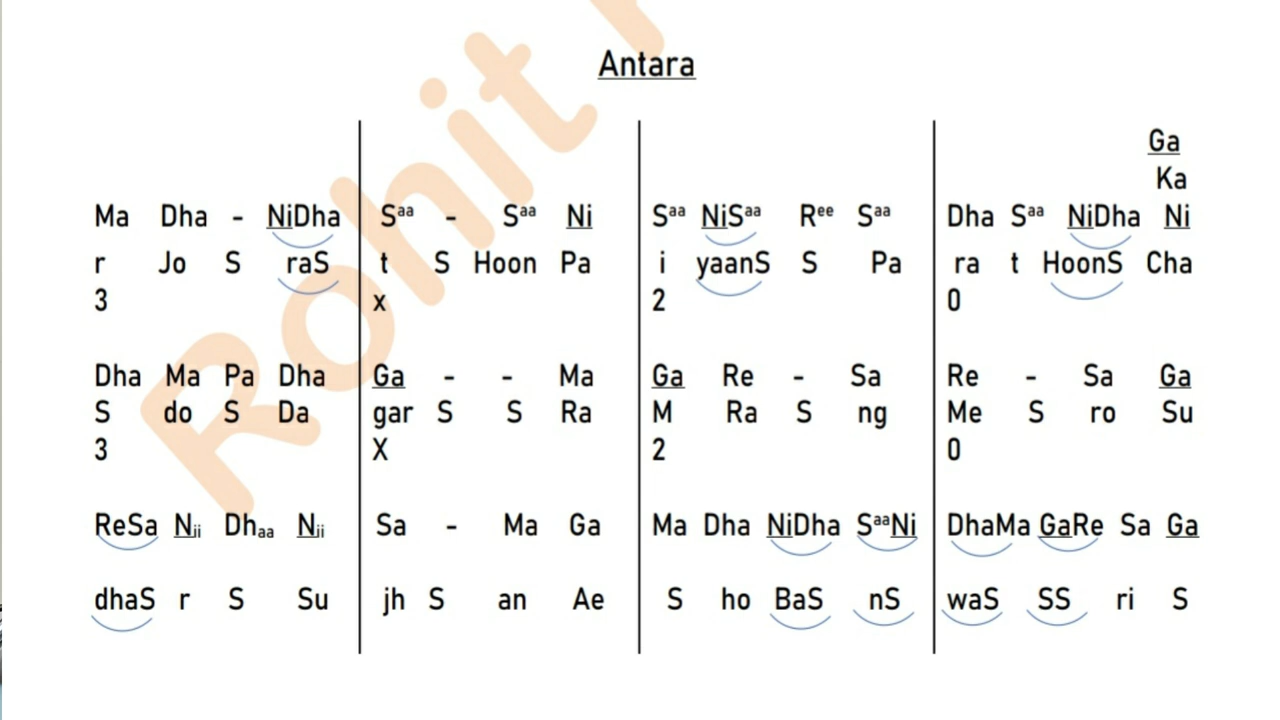 Antara
Ga
Ka
Ma Dha - NiDha Sᵃᵃ - Sᵃᵃ Ni Sᵃᵃ NiSᵃᵃ Rᵉᵉ Sᵃᵃ Dha Sᵃᵃ NiDha Ni
r Jo S raS t S Hoon Pa i yaanS S Pa ra t HoonS Cha
3 x 2 0
Dha Ma Pa Dha Ga - - Ma Ga Re - Sa Re - Sa Ga
S do S Da gar S S Ra M Ra S ng Me S ro Su
3 X 2 0
ReSa Nii Dhaa Nii Sa - Ma Ga Ma Dha NiDha SᵃᵃNi DhaMa GaRe Sa Ga
dhaS r S Su jh S an Ae S ho BaS nS waS SS ri S
Rohit